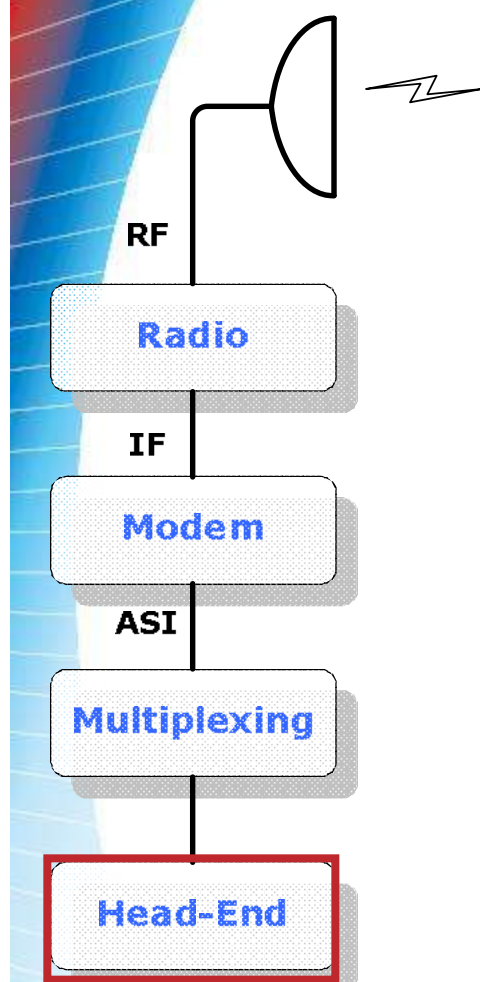 RF
Radio
IF
Modem
ASI
Multiplexing
Head-End